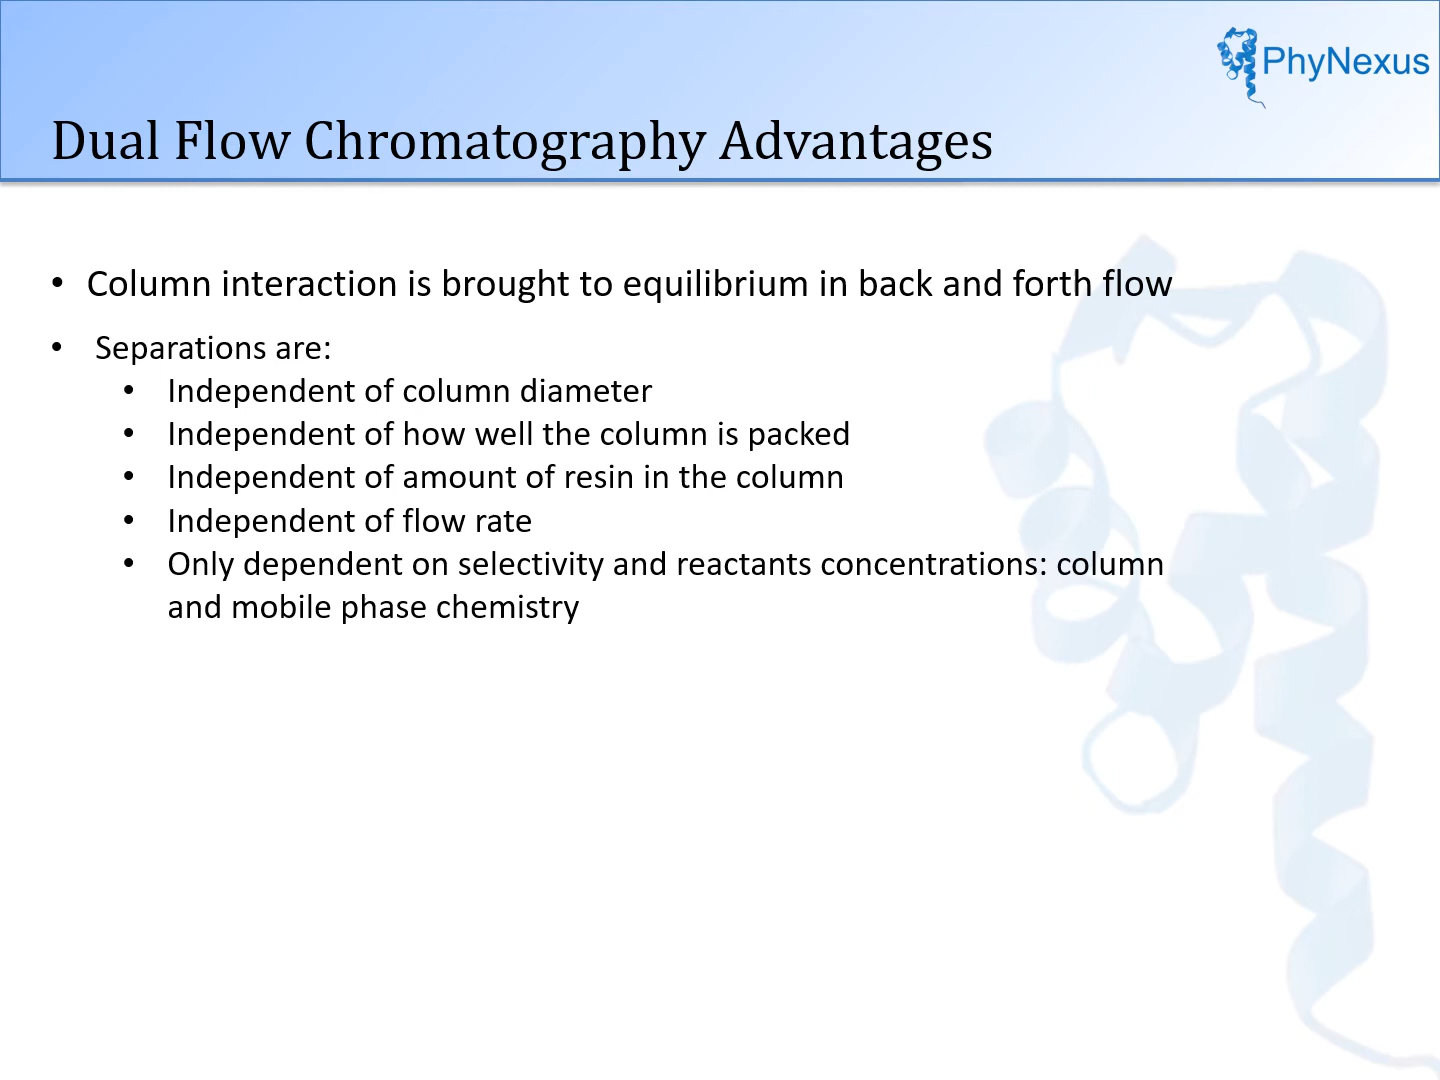 PhyNexus
Dual Flow Chromatography Advantages
• Column interaction is brought to equilibrium in back and forth flow
• Separations are:
• Independent of column diameter
• Independent of how well the column is packed
• Independent of amount of resin in the column
• Independent of flow rate
• Only dependent on selectivity and reactants concentrations: column
and mobile phase chemistry